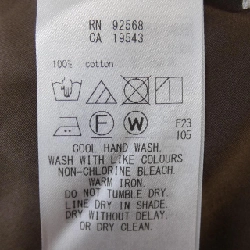 RN 92568
CA 19543
100% cotton
F W F23
105
COOL HAND WASH.
WASH WITH LIKE COLOURS
NON-CHLORINE BLEACH.
WARM IRON.
DO NOT TUMBLE DRY.
LINE DRY IN SHADE.
DRY WITHOUT DELAY.
OR DRY CLEAN.